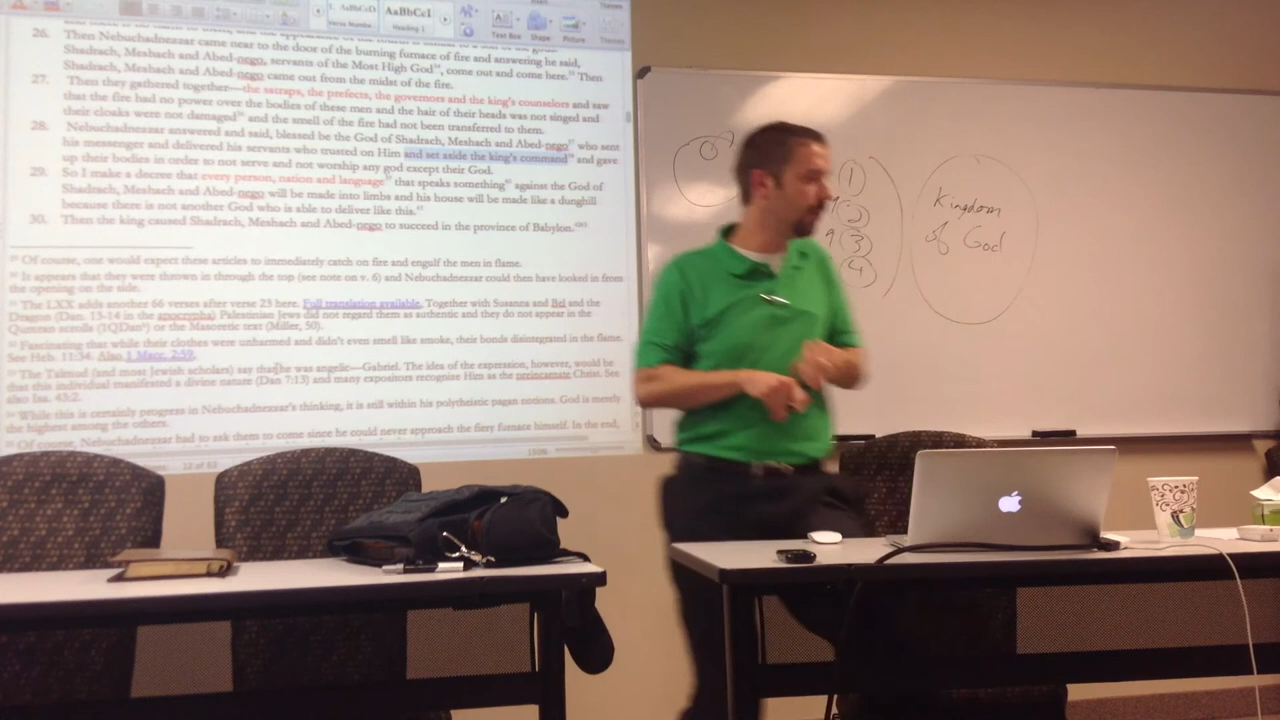 AaBbCcD
AaBbCcI
Heading 1
Text Box
Shape
Picture
Themes
26. Then Nebuchadnezzar came near to the door of the burning furnace of fire and answering he said,
Shadrach, Meshach and Abed-nego, servants of the Most High God³⁴, come out and come here.³⁵ Then
Shadrach, Meshach and Abed-nego came out from the midst of the fire.
27. Then they gathered together—the satraps, the prefects, the governors and the king's counselors and saw
that the fire had no power over the bodies of these men and the hair of their heads was not singed and
their cloaks were not damaged³⁶ and the smell of the fire had not been transferred to them.
28. Nebuchadnezzar answered and said, blessed be the God of Shadrach, Meshach and Abed-nego³⁷ who sent
his messenger and delivered his servants who trusted on Him and set aside the king's command³⁸ and gave
up their bodies in order to not serve and not worship any god except their God.
29. So I make a decree that every person, nation and language³⁹ that speaks something⁴⁰ against the God of
Shadrach, Meshach and Abed-nego will be made into limbs and his house will be made like a dunghill
because there is not another God who is able to deliver like this.⁴¹
30. Then the king caused Shadrach, Meshach and Abed-nego to succeed in the province of Babylon.
Of course, one would expect these articles to immediately catch on fire and engulf the men in flame.
It appears that they were thrown in through the top (see note on v. 6) and Nebuchadnezzar could then have looked in from
the opening on the side.
The LXX adds another 66 verses after verse 23 here. Full translation available. Together with Susanna and Bel and the
Dragon (Dan. 13-14 in the apocrypha) Palestinian Jews did not regard them as authentic and they do not appear in the
Qumran scrolls (1QDanᵇ) or the Masoretic text (Miller, 50).
Fascinating that while their clothes were unharmed and didn't even smell like smoke, their bonds disintegrated in the flame.
See Heb. 11:34. Also 1 Macc. 2:59.
The Talmud (and most Jewish scholars) say that he was angelic—Gabriel. The idea of the expression, however, would be
that this individual manifested a divine nature (Dan 7:13) and many expositors recognize Him as the preincarnate Christ. See
also Isa. 43:2.
While this is certainly progress in Nebuchadnezzar's thinking, it is still within his polytheistic pagan notions. God is merely
the highest among the others.
Of course, Nebuchadnezzar had to ask them to come since he could never approach the fiery furnace himself. In the end,
150%
1
2
9 3
4
Kingdom
of God